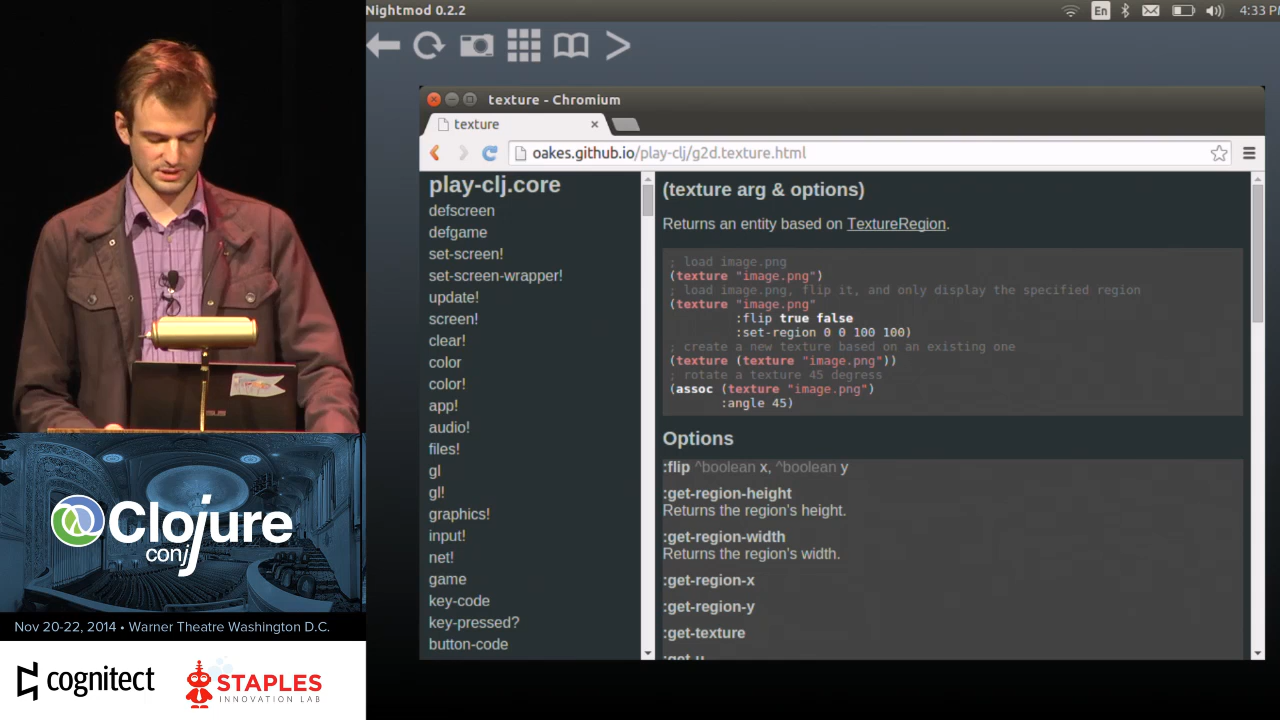 Nightmod 0.2.2
En
4:33
texture - Chromium
texture
oakes.github.io/play-clj/g2d.texture.html
play-clj.core
defscreen
defgame
set-screen!
set-screen-wrapper!
update!
screen!
clear!
color
color!
app!
audio!
files!
gl
gl!
graphics!
input!
net!
game
key-code
key-pressed?
button-code
(texture arg & options)
Returns an entity based on TextureRegion.
; load image.png
(texture "image.png")
; load image.png, flip it, and only display the specified region
(texture "image.png"
:flip true false
:set-region 0 0 100 100)
; create a new texture based on an existing one
(texture (texture "image.png"))
; rotate a texture 45 degress
(assoc (texture "image.png")
:angle 45)
Options
:flip ^boolean x, ^boolean y
:get-region-height
Returns the region's height.
:get-region-width
Returns the region's width.
:get-region-x
:get-region-y
:get-texture
:get-u
ASUS
Clojure
conj
Nov 20-22, 2014 • Warner Theatre Washington D.C.
cognitect
STAPLES
INNOVATION LAB